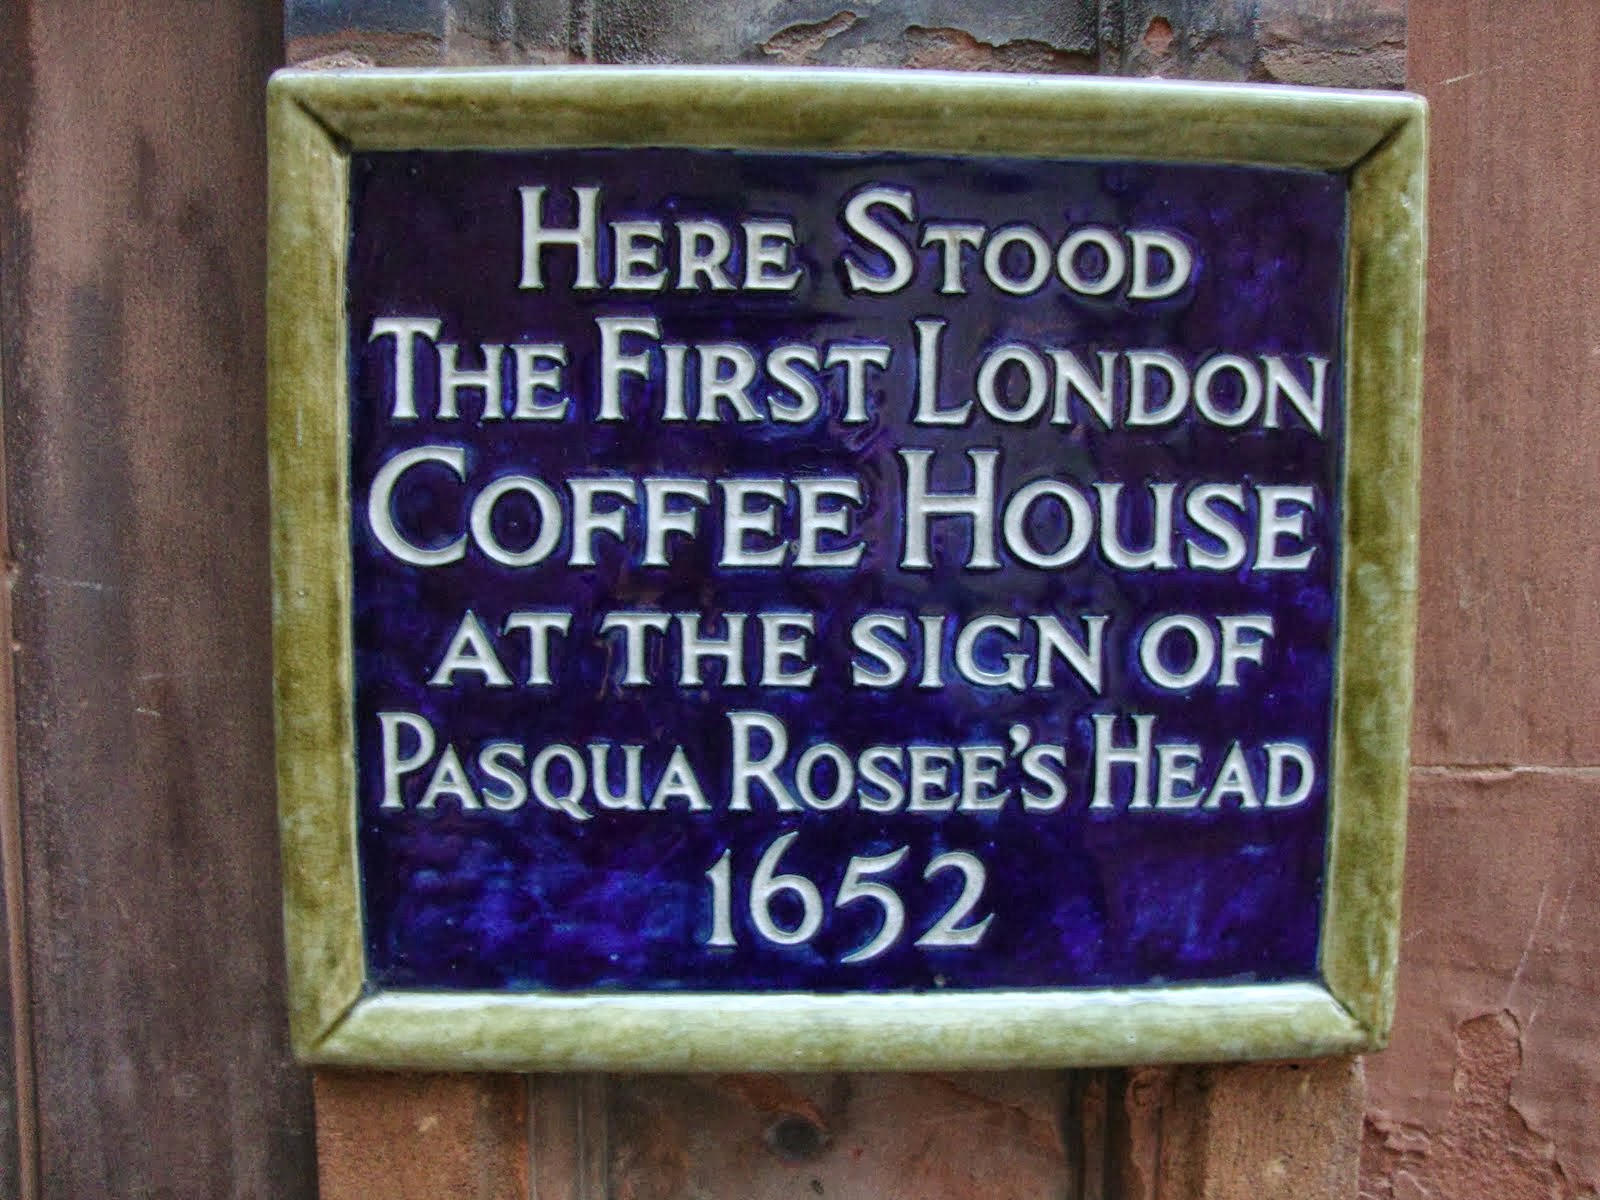 Here Stood
The First London
Coffee House
at the sign of
Pasqua Rosee's Head
1652